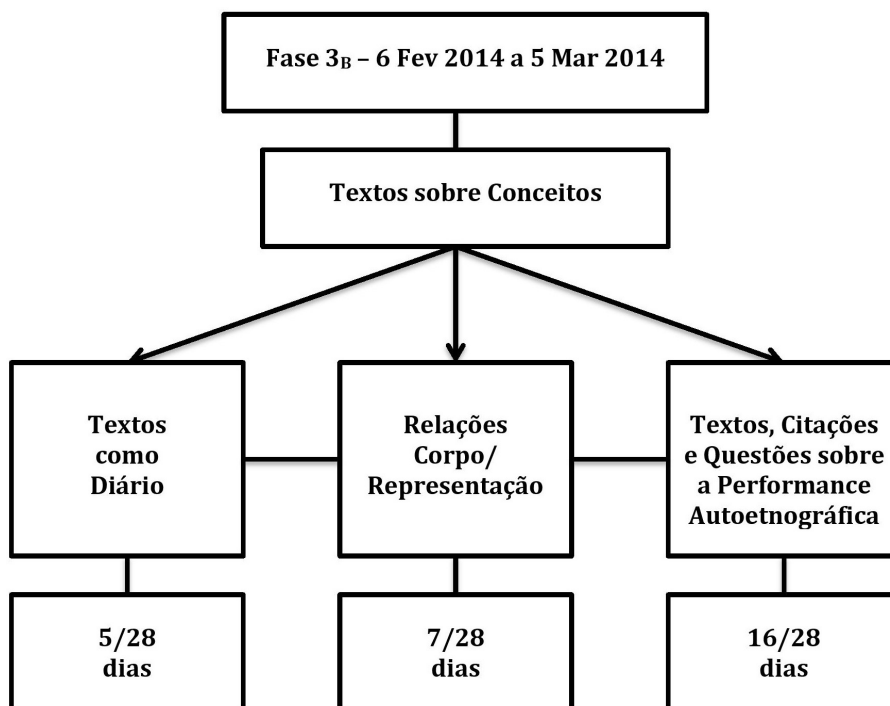 Fase 3B – 6 Fev 2014 a 5 Mar 2014
Textos sobre Conceitos
Textos
como
Diário
Relações
Corpo/
Representação
Textos, Citações
e Questões sobre
a Performance
Autoetnográfica
5/28
dias
7/28
dias
16/28
dias